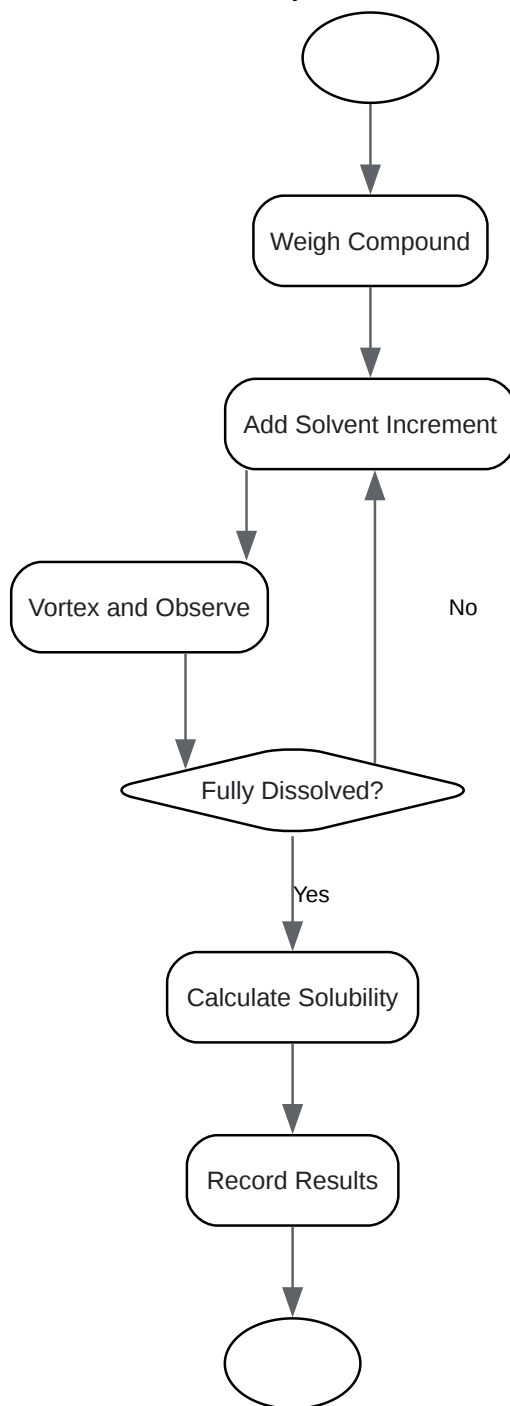 Weigh Compound
Add Solvent Increment
Vortex and Observe
No
Fully Dissolved?
Yes
Calculate Solubility
Record Results